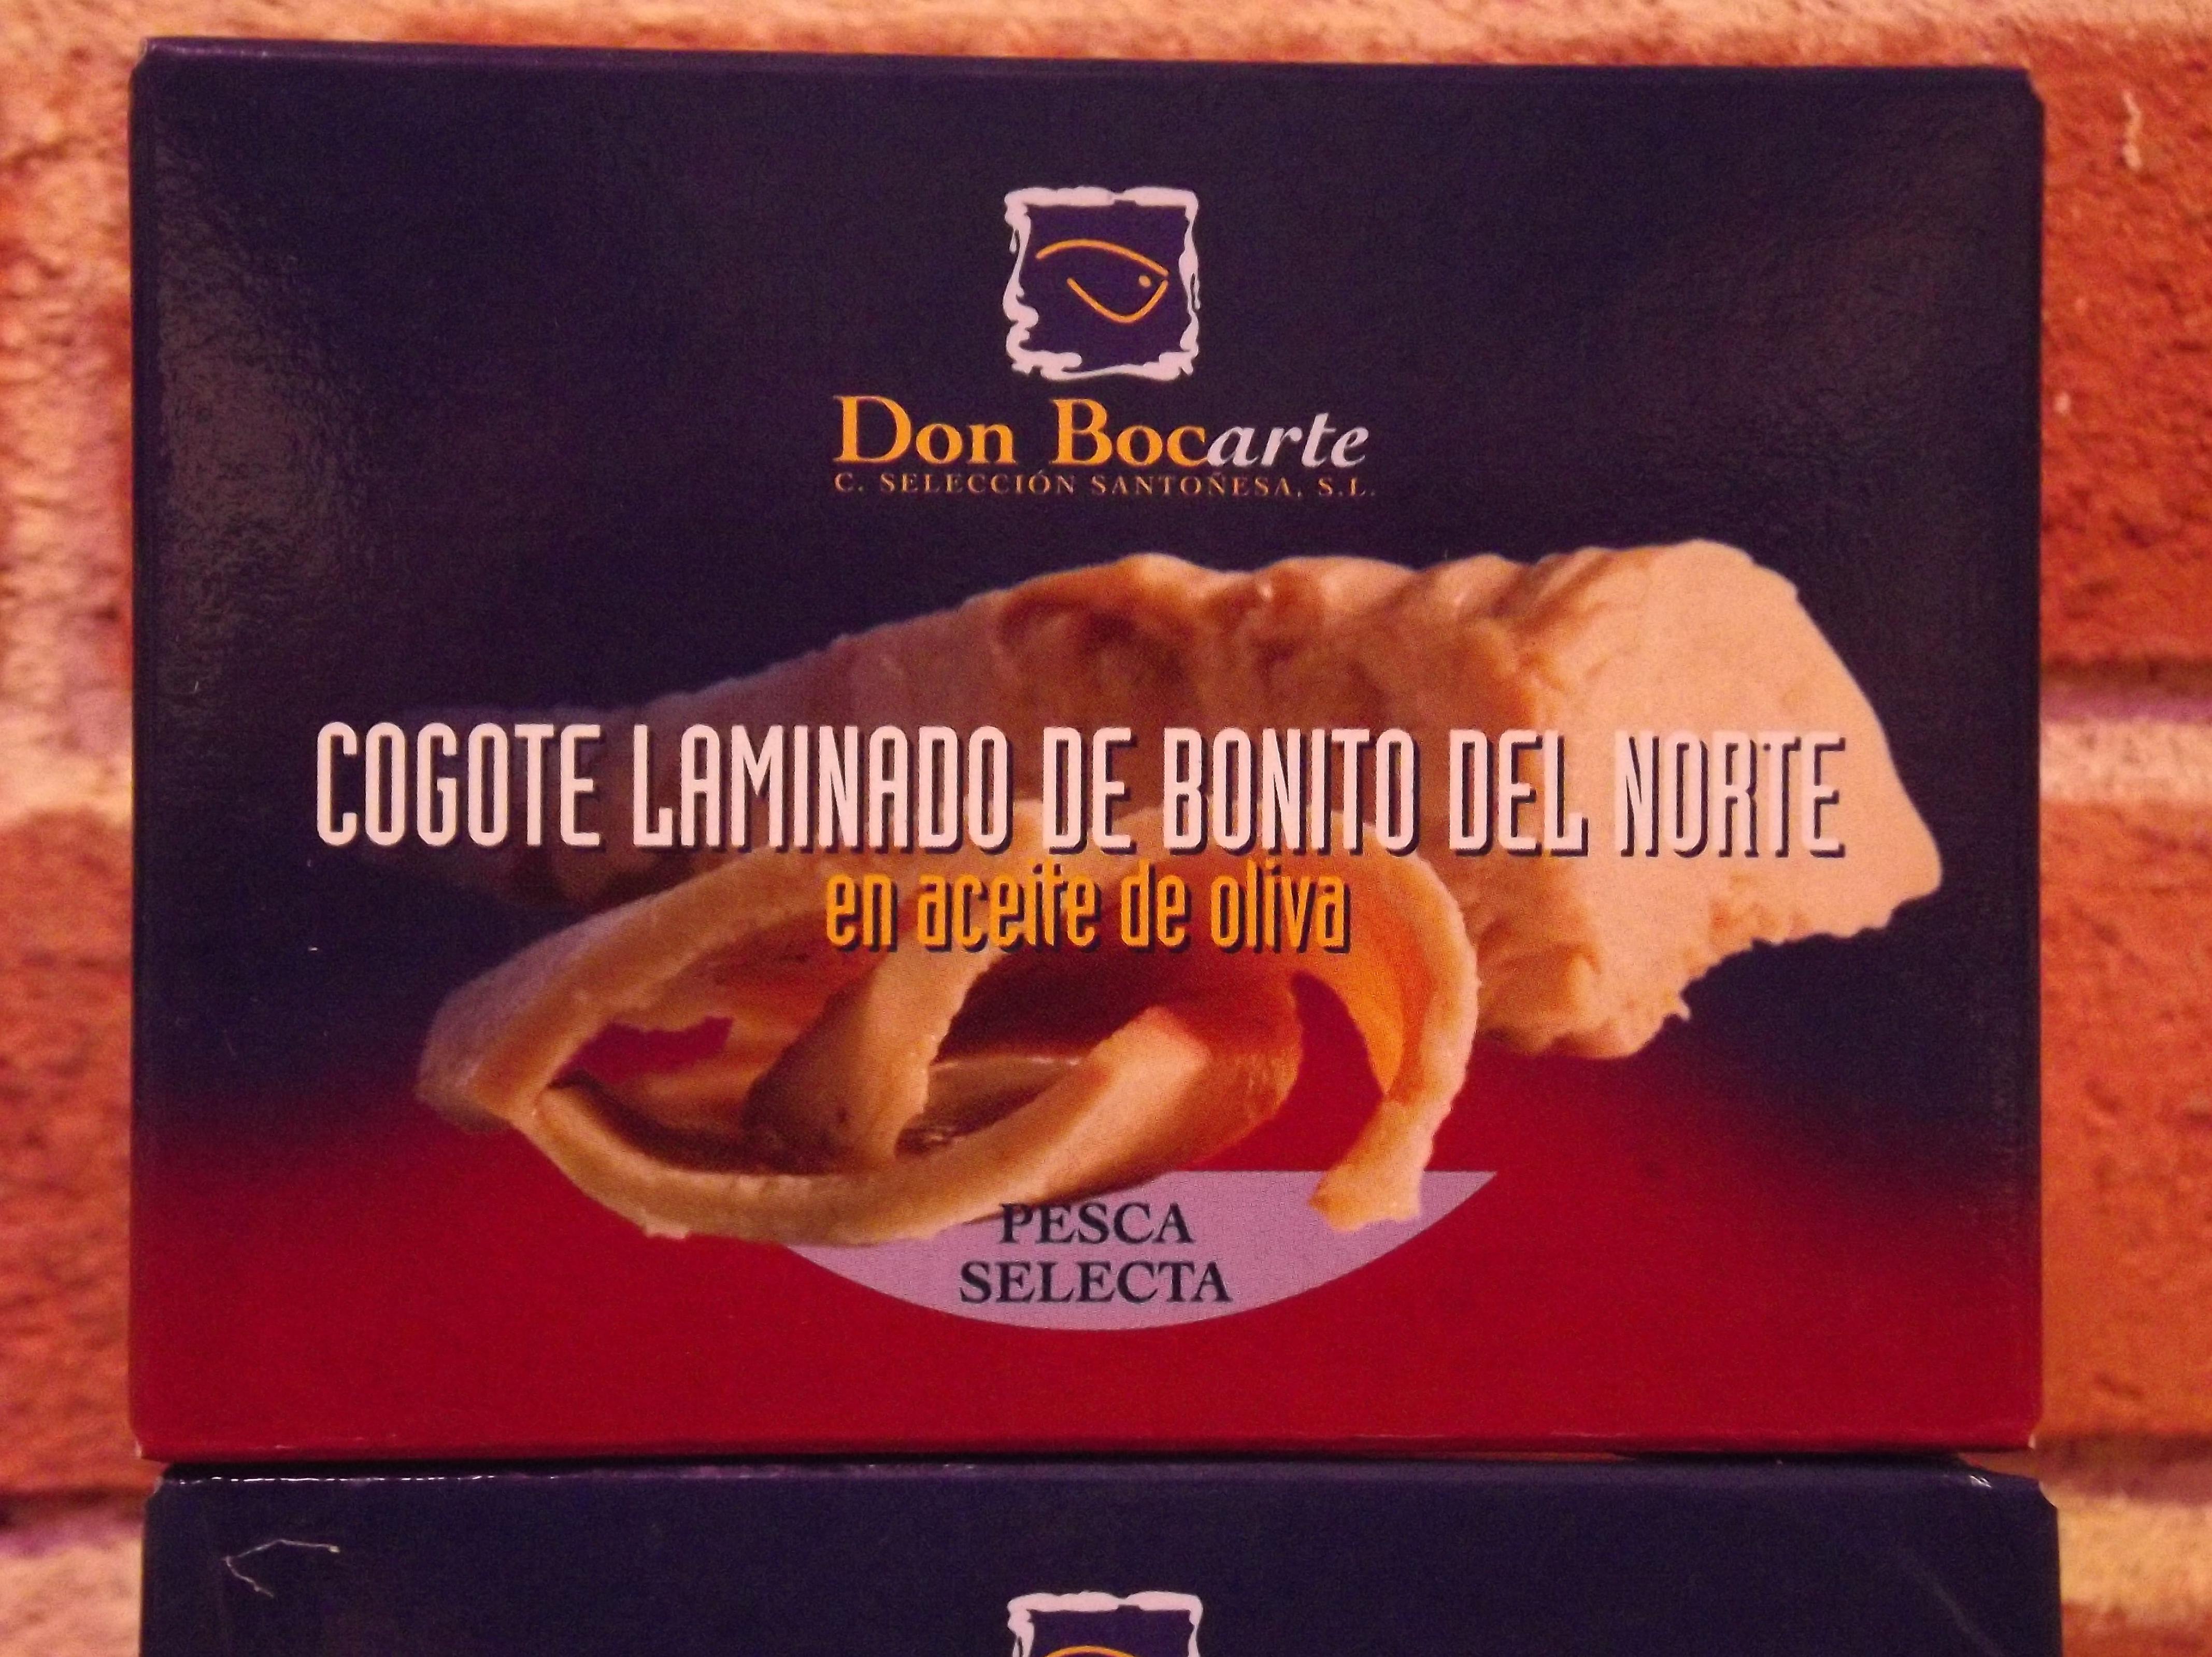 Don Bocarte
C. SELECCIÓN SANTOÑESA, S.L.
COGOTE LAMINADO DE BONITO DEL NORTE
en aceite de oliva
PESCA
SELECTA